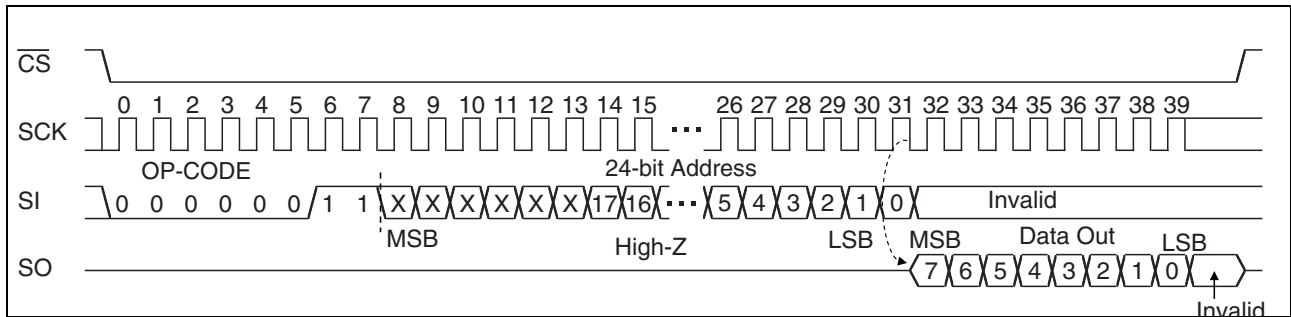 CS
0 1 2 3 4 5 6 7 8 9 10 11 12 13 14 15 ··· 26 27 28 29 30 31 32 33 34 35 36 37 38 39
SCK
OP-CODE 24-bit Address
SI 0 0 0 0 0 0 1 1 X X X X X X 17 16 ··· 5 4 3 2 1 0 Invalid
MSB High-Z LSB MSB Data Out LSB
SO 7 6 5 4 3 2 1 0
Invalid